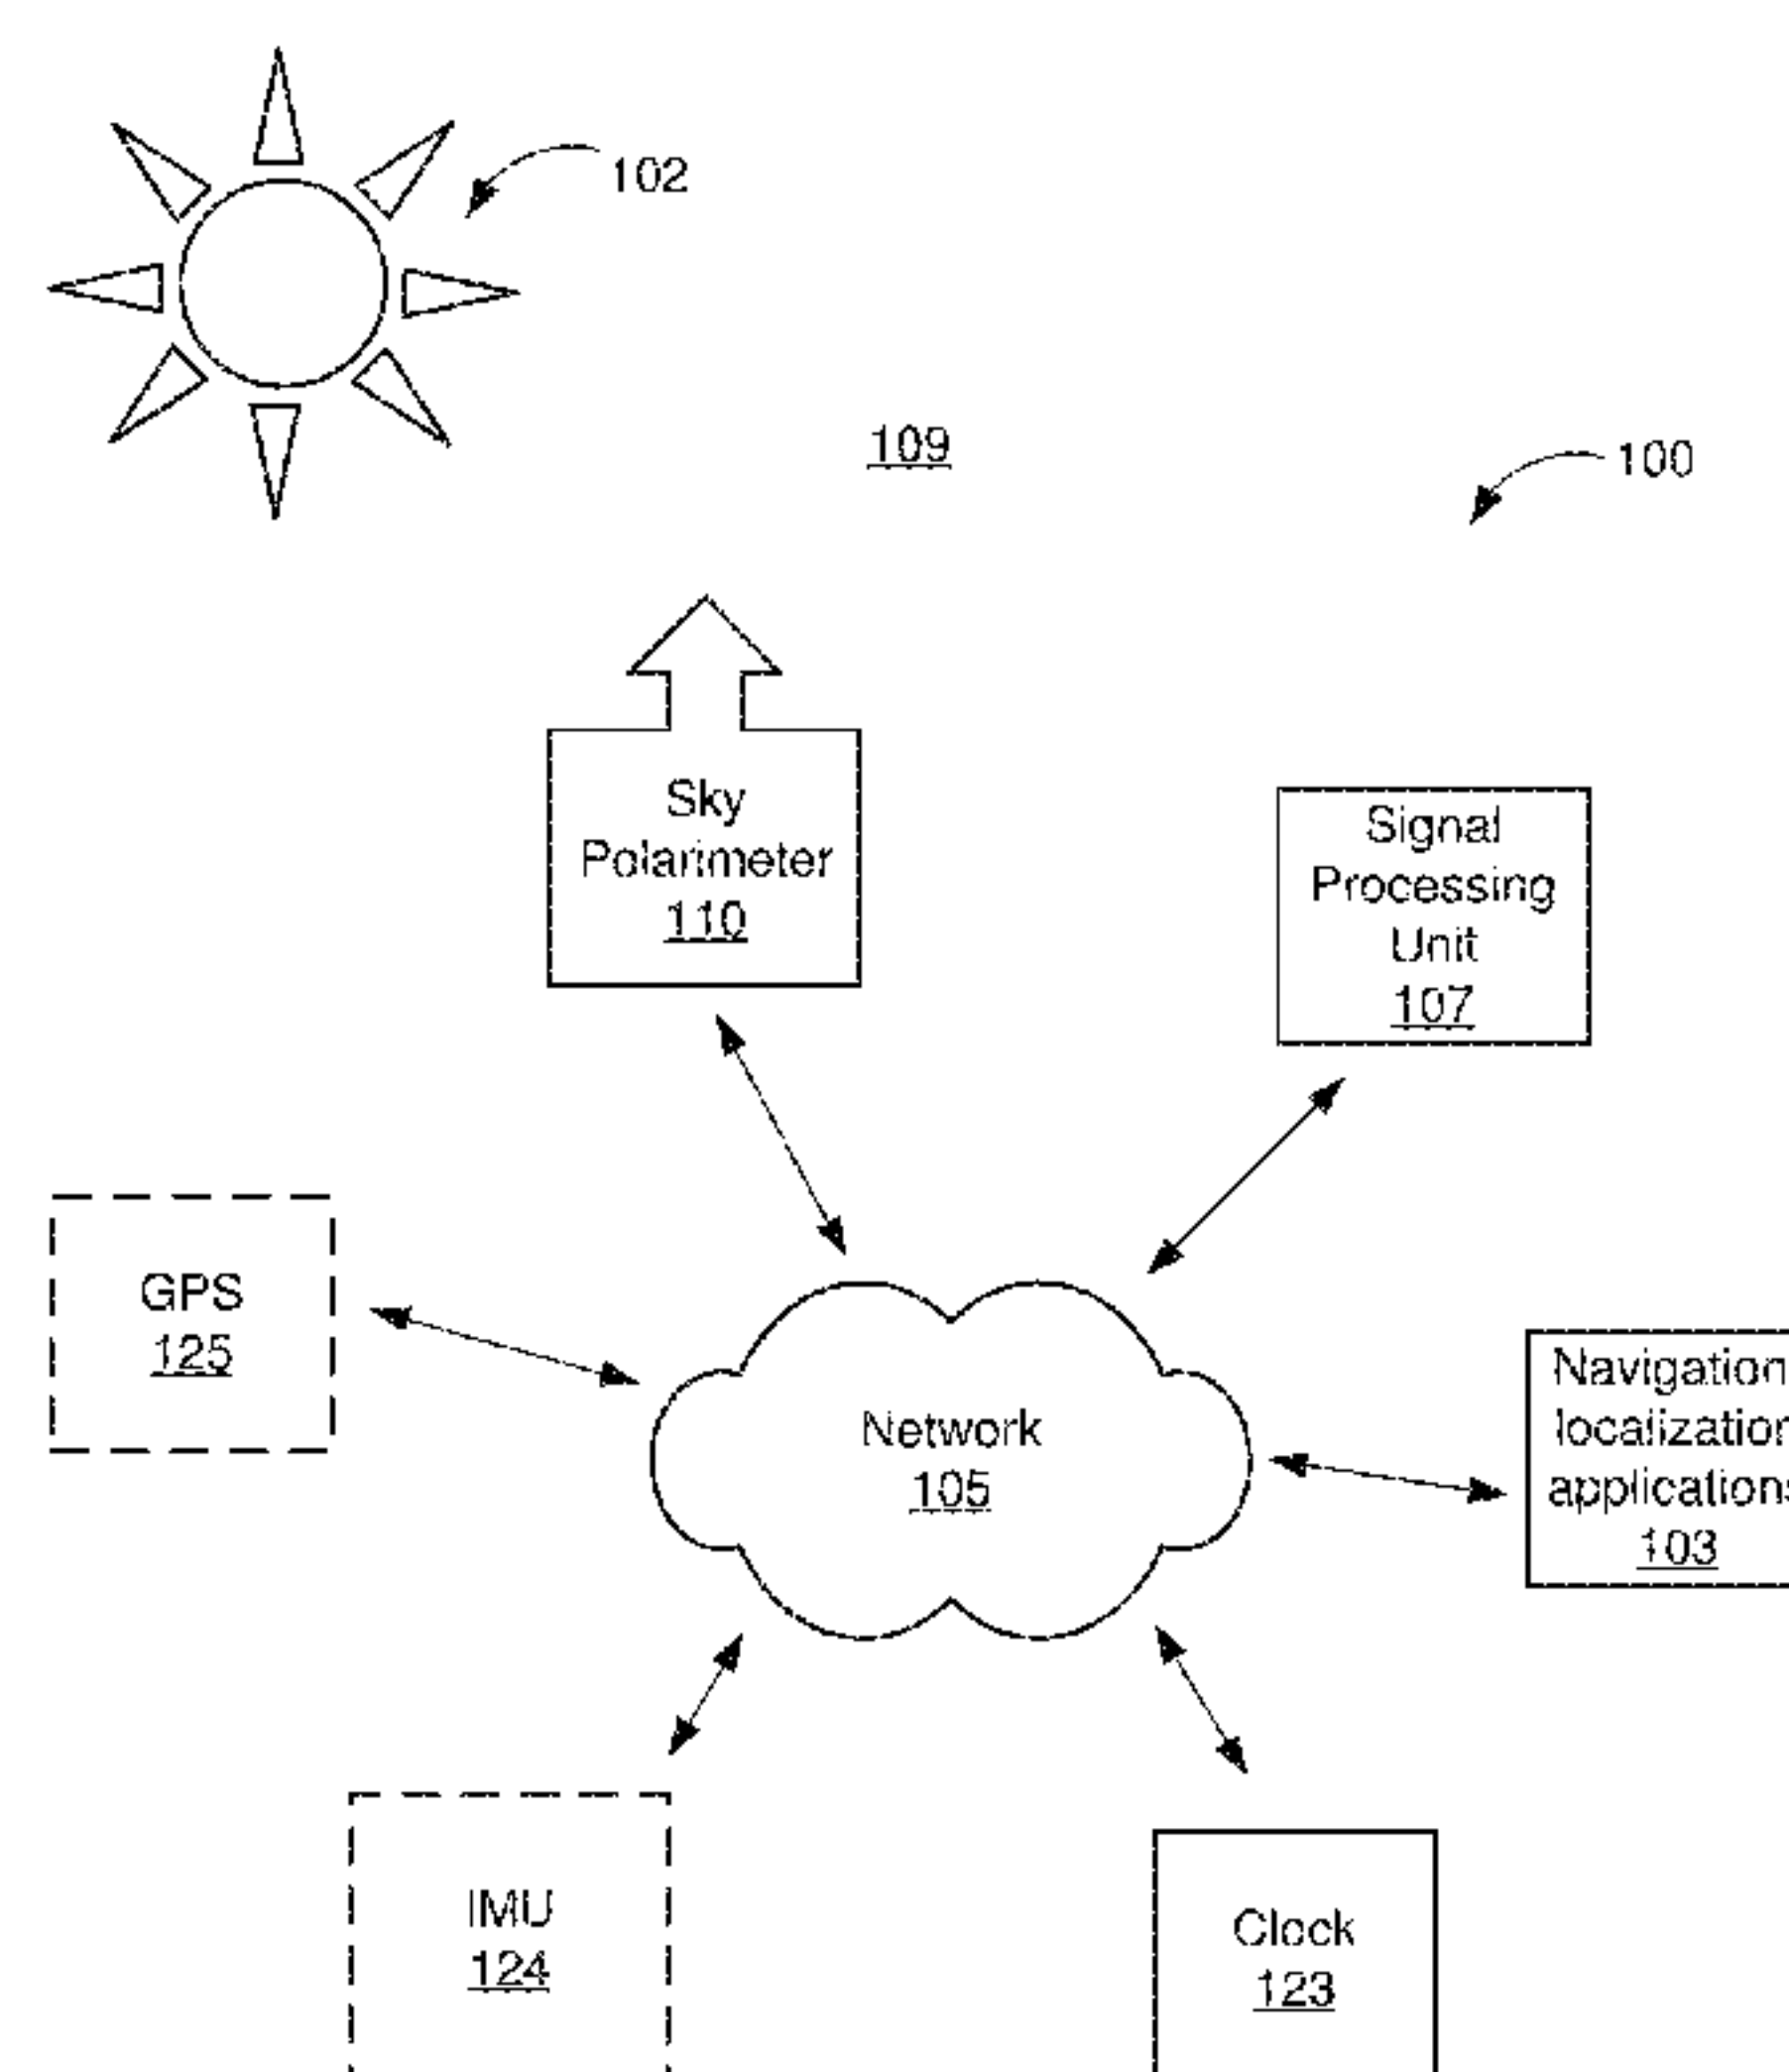 102
109
100
Sky
Polarimeter
110
Signal
Processing
Unit
107
GPS
125
Network
105
Navigation
localization
applications
103
IMU
124
Clock
123